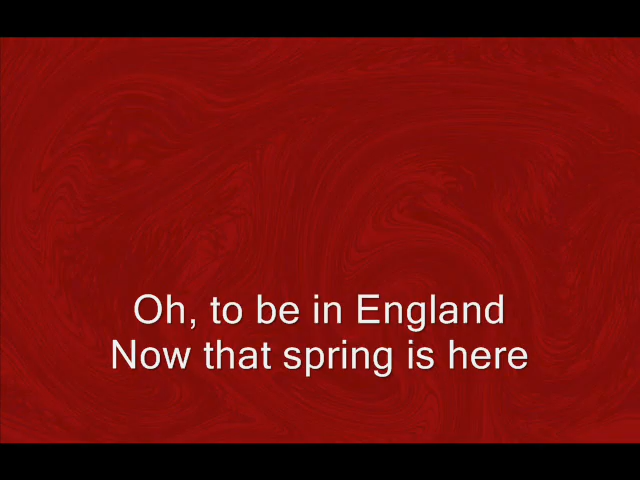 Oh, to be in England
Now that spring is here